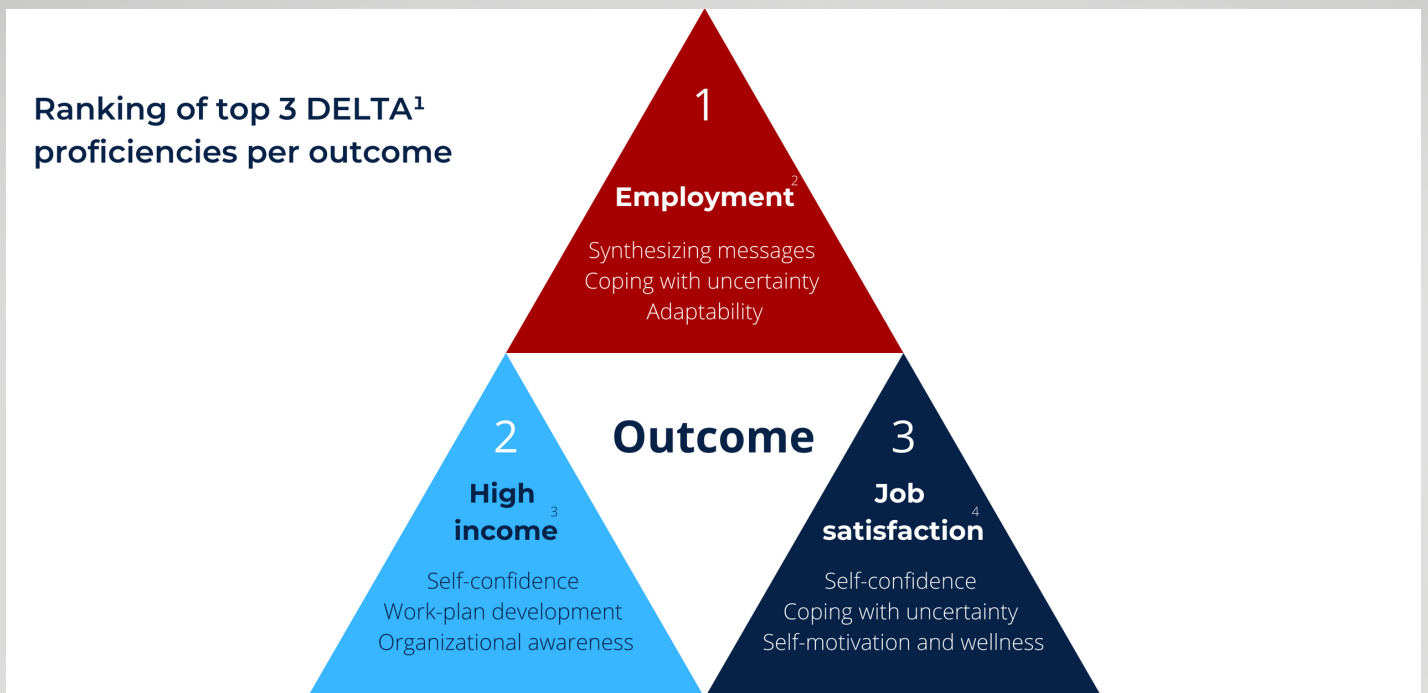 Ranking of top 3 DELTA¹
proficiencies per outcome
1
Employment²
Synthesizing messages
Coping with uncertainty
Adaptability
Outcome
2
High
income³
Self-confidence
Work-plan development
Organizational awareness
3
Job
satisfaction⁴
Self-confidence
Coping with uncertainty
Self-motivation and wellness